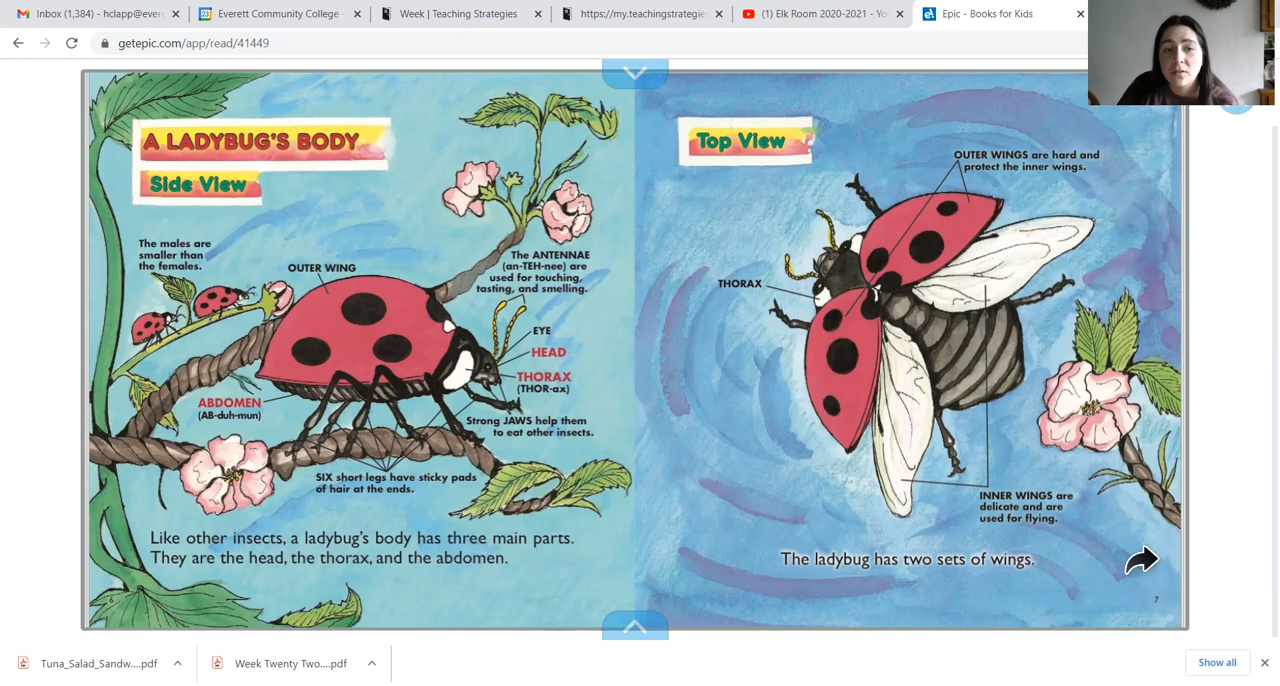 Inbox (1,384) - hclapp@evere
Everett Community College -
Week | Teaching Strategies
https://my.teachingstrategie
(1) Elk Room 2020-2021 - Yo
Epic - Books for Kids
getepic.com/app/read/41449
A LADYBUG'S BODY
Side View
The males are
smaller than
the females.
OUTER WING
The ANTENNAE
(an-TEH-nee) are
used for touching,
tasting, and smelling.
EYE
HEAD
THORAX
(THOR-ax)
ABDOMEN
(AB-duh-mun)
Strong JAWS help them
to eat other insects.
SIX short legs have sticky pads
of hair at the ends.
Like other insects, a ladybug's body has three main parts.
They are the head, the thorax, and the abdomen.
6
Top View
OUTER WINGS are hard and
protect the inner wings.
THORAX
INNER WINGS are
delicate and are
used for flying.
The ladybug has two sets of wings.
7
Tuna_Salad_Sandw....pdf
Week Twenty Two....pdf
Show all